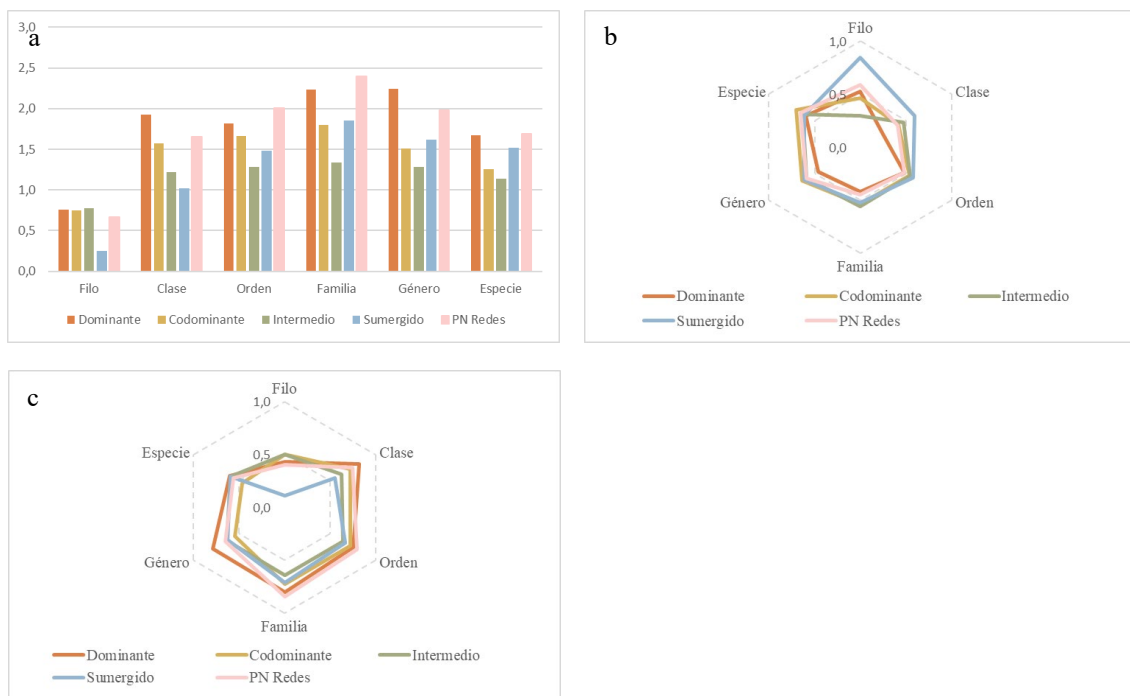 a
3,0
2,5
2,0
1,5
1,0
0,5
0,0
Filo Clase Orden Familia Género Especie
Dominante Codominante Intermedio Sumergido PN Redes
b
Filo
1,0
Especie 0,5 Clase
0,0
Género Orden
Familia
Dominante Codominante Intermedio
Sumergido PN Redes
c
Filo
1,0
Especie 0,5 Clase
0,0
Género Orden
Familia
Dominante Codominante Intermedio
Sumergido PN Redes